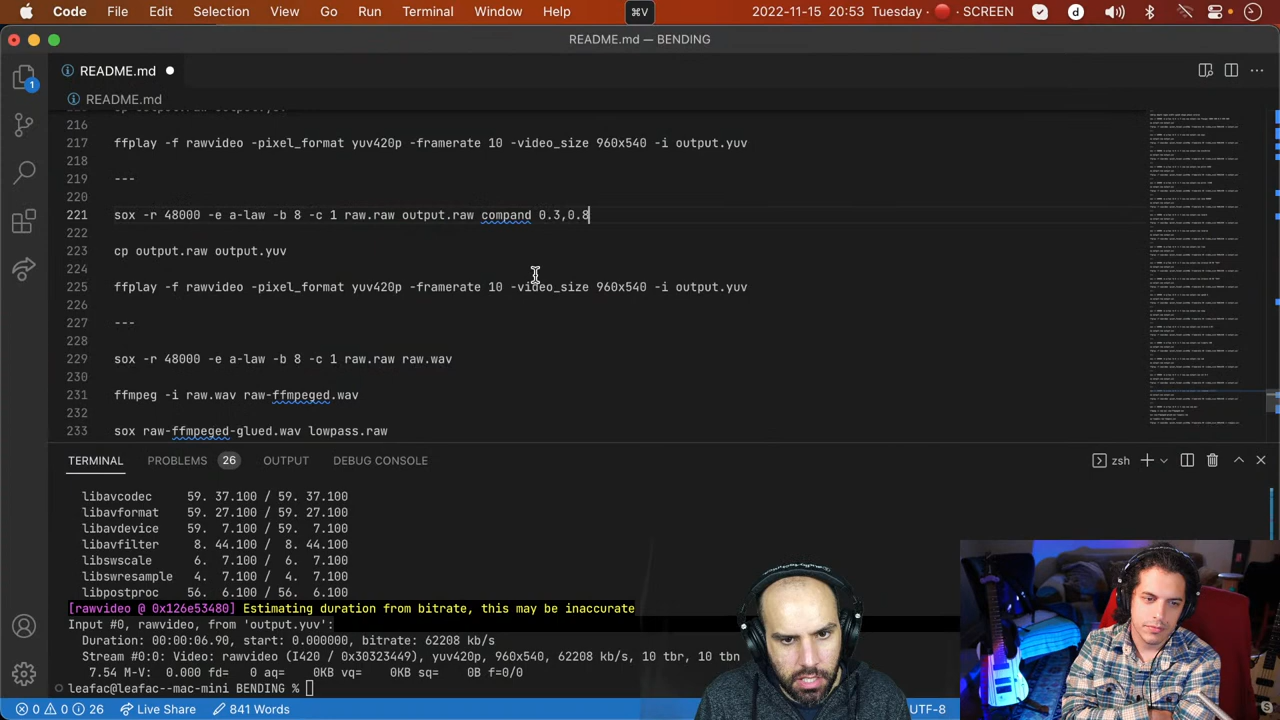 Code File Edit Selection View Go Run Terminal Window Help ⌘V 2022-11-15 20:53 Tuesday SCREEN
README.md — BENDING
README.md
README.md
216
217 ffplay -f rawvideo -pixel_format yuv420p -framerate 10 -video_size 960x540 -i output.yuv
218
219 ---
220
221 sox -r 48000 -e a-law -b 8 -c 1 raw.raw output.raw compand 0.3,0.8
222
223 cp output.raw output.yuv
224
225 ffplay -f rawvideo -pixel_format yuv420p -framerate 10 -video_size 960x540 -i output.yuv
226
227 ---
228
229 sox -r 48000 -e a-law -b 8 -c 1 raw.raw raw.wav
230
231 ffmpeg -i raw.wav raw-ffmpeged.wav
232
233 sox raw-ffmpeged-glued.wav lowpass.raw
TERMINAL PROBLEMS 26 OUTPUT DEBUG CONSOLE zsh
libavcodec 59. 37.100 / 59. 37.100
libavformat 59. 27.100 / 59. 27.100
libavdevice 59. 7.100 / 59. 7.100
libavfilter 8. 44.100 / 8. 44.100
libswscale 6. 7.100 / 6. 7.100
libswresample 4. 7.100 / 4. 7.100
libpostproc 56. 6.100 / 56. 6.100
[rawvideo @ 0x126e53480] Estimating duration from bitrate, this may be inaccurate
Input #0, rawvideo, from 'output.yuv':
Duration: 00:00:06.90, start: 0.000000, bitrate: 62208 kb/s
Stream #0:0: Video: rawvideo (I420 / 0x30323449), yuv420p, 960x540, 62208 kb/s, 10 tbr, 10 tbn
7.54 M-V: 0.000 fd= 0 aq= 0KB vq= 0KB sq= 0B f=0/0
leafac@leafac--mac-mini BENDING %
0 0 26 Live Share 841 Words UTF-8